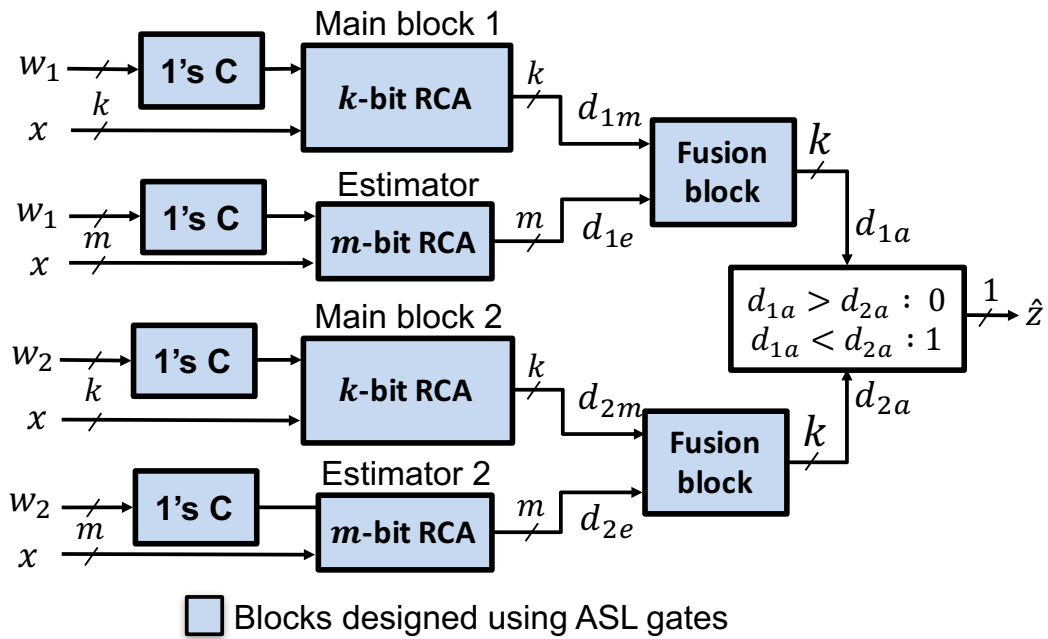 Main block 1
w₁
1's C
k
k-bit RCA
k
x
d₁ₘ
Fusion block
k
Estimator
w₁
1's C
m
m-bit RCA
m
x
d₁ₑ
d₁ₐ
d₁ₐ > d₂ₐ : 0
d₁ₐ < d₂ₐ : 1
1
ẑ
Main block 2
w₂
1's C
k
k-bit RCA
k
x
d₂ₘ
Fusion block
k
d₂ₐ
Estimator 2
w₂
1's C
m
m-bit RCA
m
x
d₂ₑ
Blocks designed using ASL gates